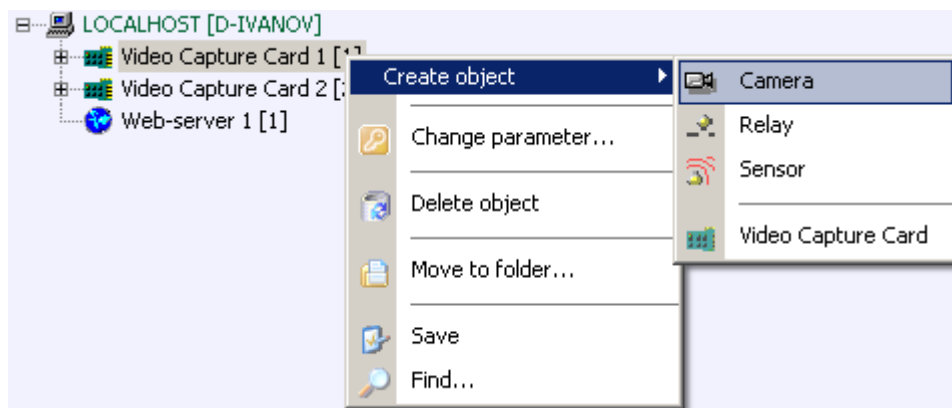 LOCALHOST [D-IVANOV]
Video Capture Card 1 [1]
Video Capture Card 2 [
Web-server 1 [1]
Create object
Change parameter...
Delete object
Move to folder...
Save
Find...
Camera
Relay
Sensor
Video Capture Card